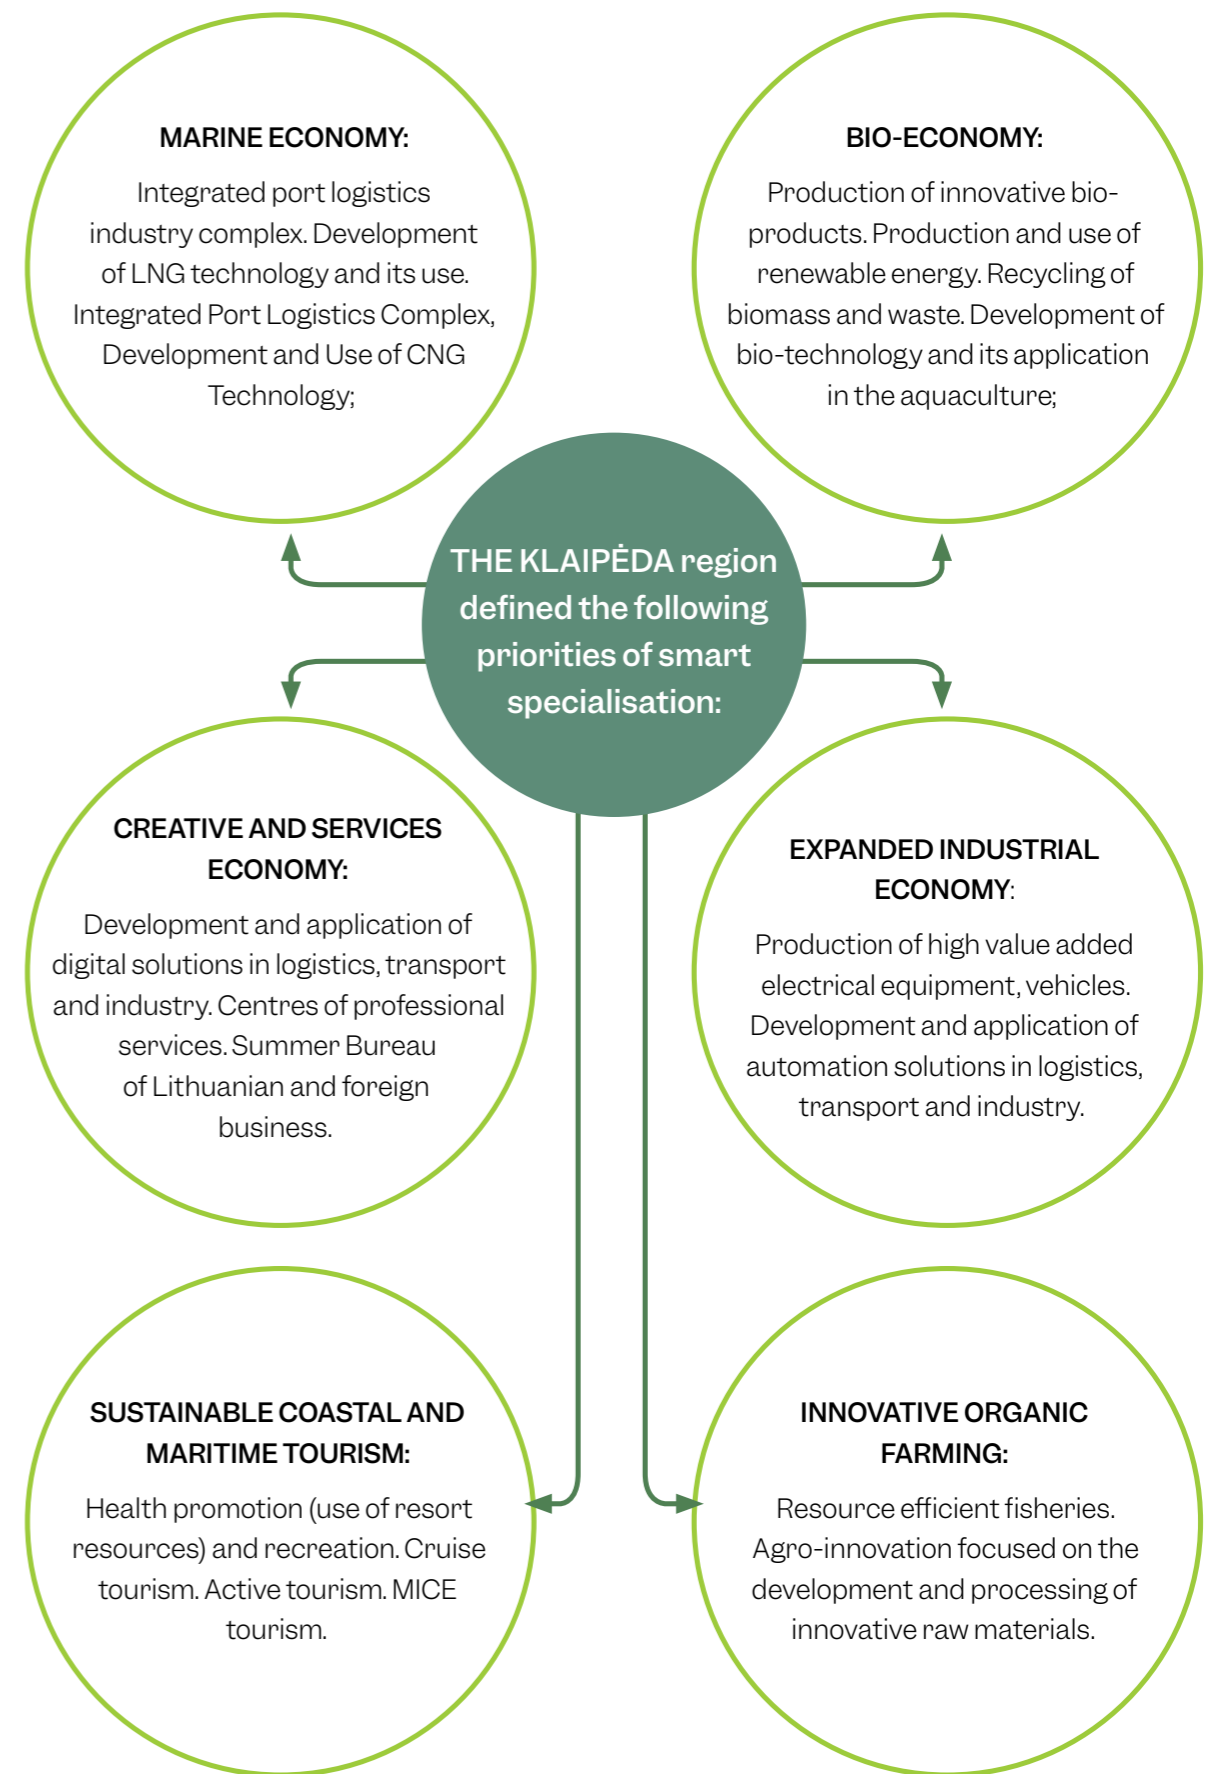 MARINE ECONOMY:
Integrated port logistics
industry complex. Development
of LNG technology and its use.
Integrated Port Logistics Complex,
Development and Use of CNG
Technology;
BIO-ECONOMY:
Production of innovative bio-
products. Production and use of
renewable energy. Recycling of
biomass and waste. Development of
bio-technology and its application
in the aquaculture;
THE KLAIPĖDA region
defined the following
priorities of smart
specialisation:
CREATIVE AND SERVICES
ECONOMY:
Development and application of
digital solutions in logistics, transport
and industry. Centres of professional
services. Summer Bureau
of Lithuanian and foreign
business.
EXPANDED INDUSTRIAL
ECONOMY:
Production of high value added
electrical equipment, vehicles.
Development and application of
automation solutions in logistics,
transport and industry.
SUSTAINABLE COASTAL AND
MARITIME TOURISM:
Health promotion (use of resort
resources) and recreation. Cruise
tourism. Active tourism. MICE
tourism.
INNOVATIVE ORGANIC
FARMING:
Resource efficient fisheries.
Agro-innovation focused on the
development and processing of
innovative raw materials.